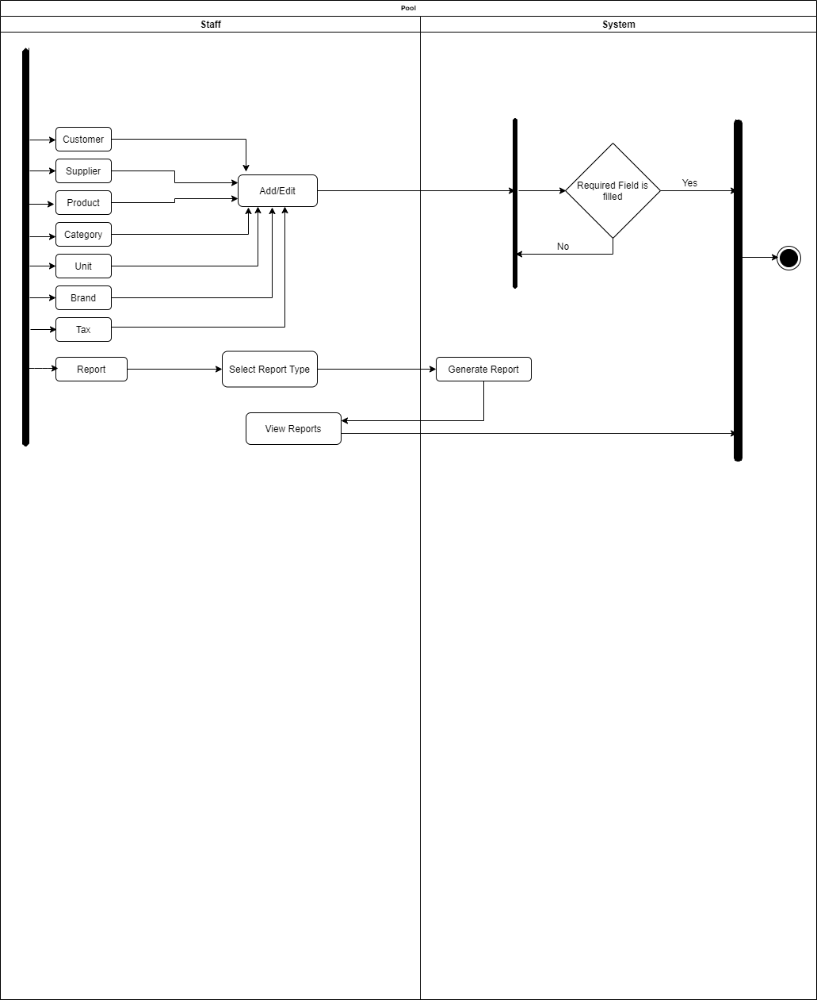 Pool
Staff
System
Customer
Supplier
Product
Category
Unit
Brand
Tax
Report
Add/Edit
Select Report Type
View Reports
Required Field is
filled
Yes
No
Generate Report